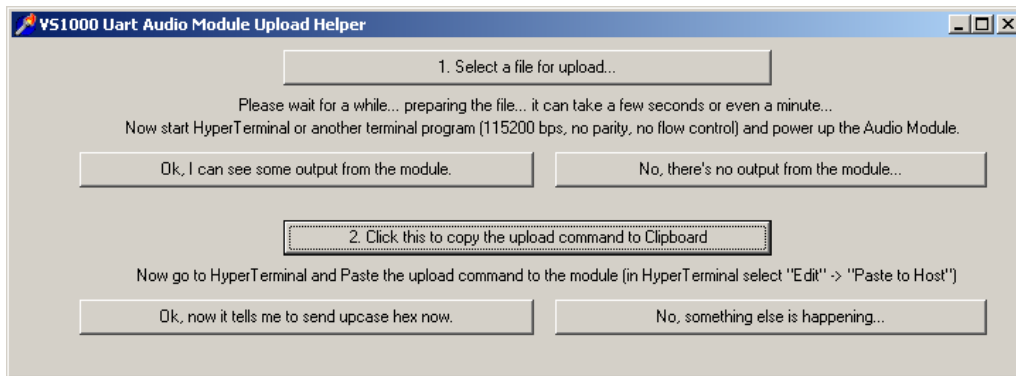 VS1000 Uart Audio Module Upload Helper
1. Select a file for upload...
Please wait for a while... preparing the file... it can take a few seconds or even a minute...
Now start HyperTerminal or another terminal program (115200 bps, no parity, no flow control) and power up the Audio Module.
Ok, I can see some output from the module.
No, there's no output from the module...
2. Click this to copy the upload command to Clipboard
Now go to HyperTerminal and Paste the upload command to the module (in HyperTerminal select "Edit" -> "Paste to Host")
Ok, now it tells me to send upcase hex now.
No, something else is happening...